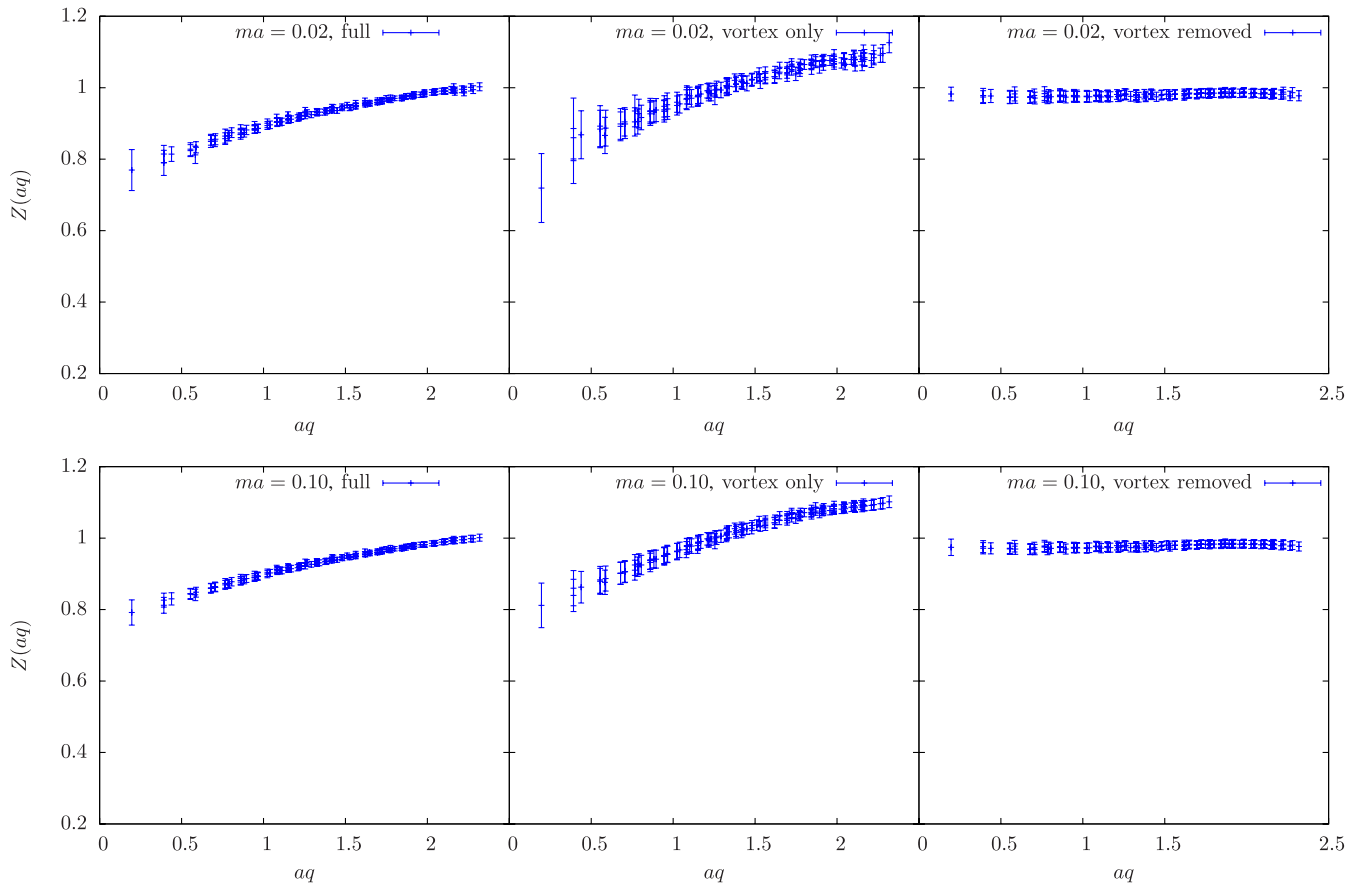 ma = 0.02, full
ma = 0.02, vortex only
ma = 0.02, vortex removed
1.2
1
0.8
0.6
0.4
0.2
Z(aq)
0 0.5 1 1.5 2
0 0.5 1 1.5 2
0 0.5 1 1.5 2 2.5
aq
aq
aq
ma = 0.10, full
ma = 0.10, vortex only
ma = 0.10, vortex removed
1.2
1
0.8
0.6
0.4
0.2
Z(aq)
0 0.5 1 1.5 2
0 0.5 1 1.5 2
0 0.5 1 1.5 2 2.5
aq
aq
aq